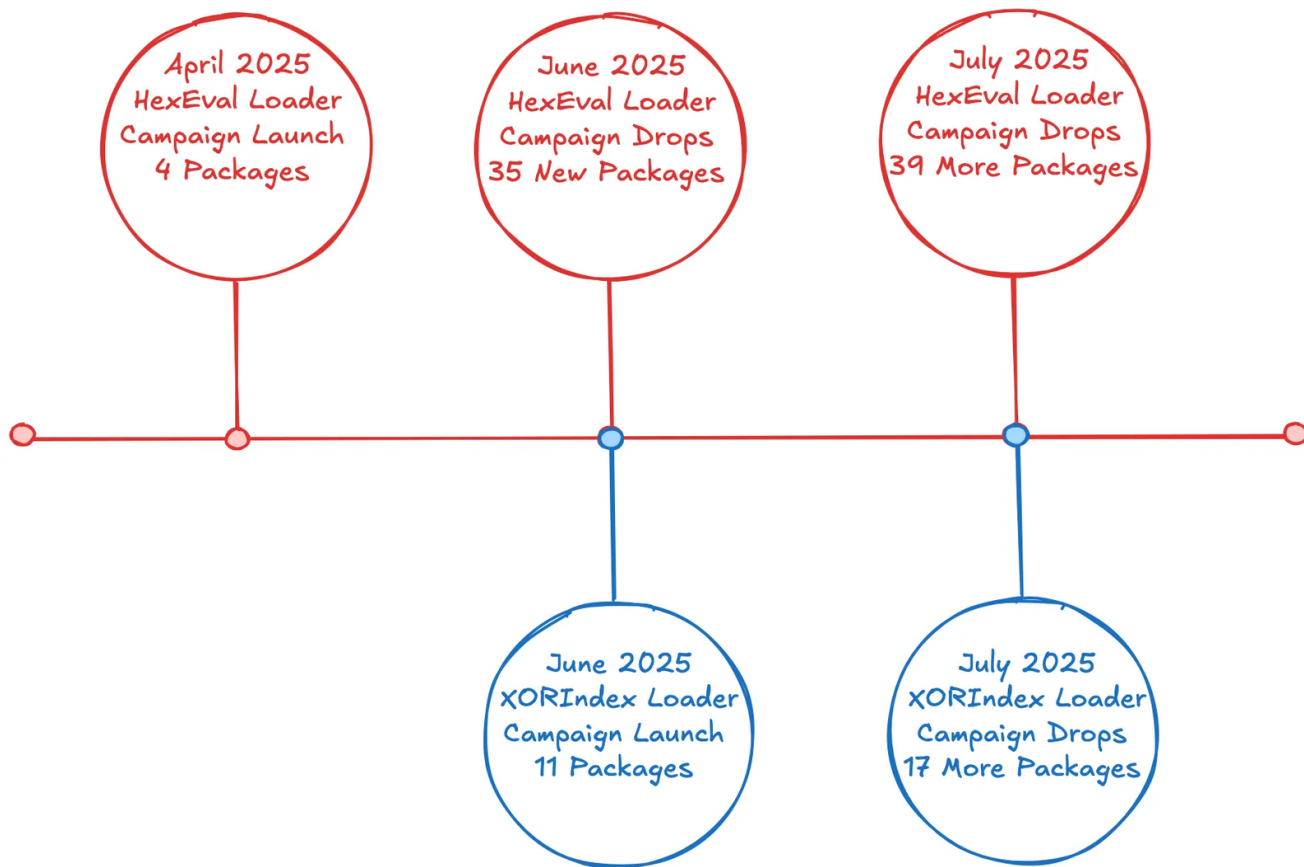 April 2025
HexEval Loader
Campaign Launch
4 Packages
June 2025
HexEval Loader
Campaign Drops
35 New Packages
July 2025
HexEval Loader
Campaign Drops
39 More Packages
June 2025
XORIndex Loader
Campaign Launch
11 Packages
July 2025
XORIndex Loader
Campaign Drops
17 More Packages